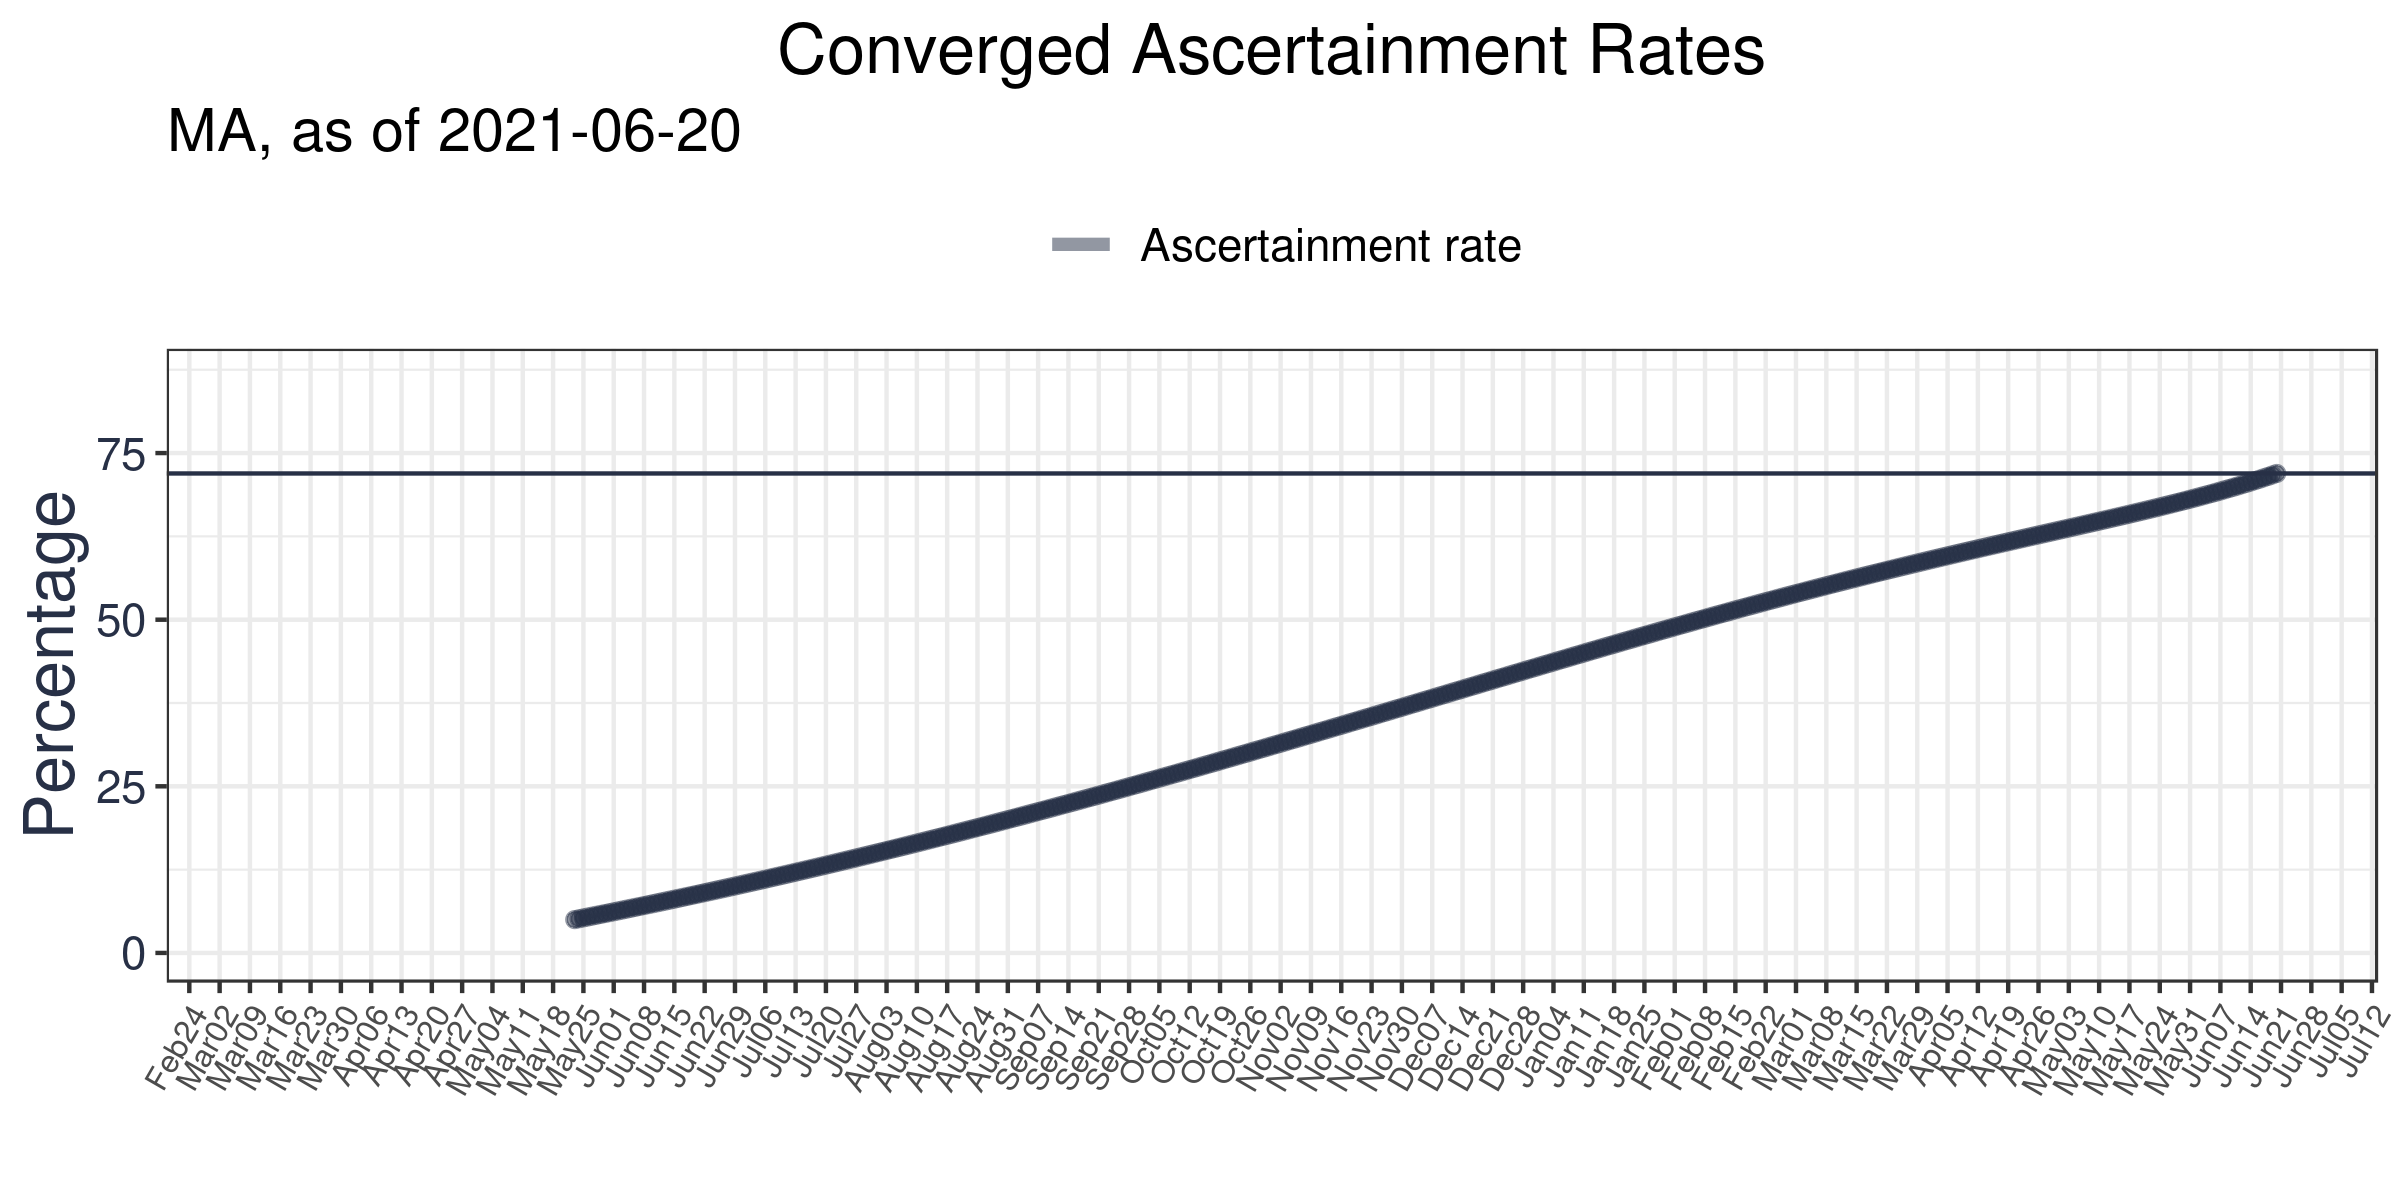 Converged Ascertainment Rates
MA, as of 2021-06-20
Ascertainment rate
Percentage
75
50
25
0
Feb24 Mar02 Mar09 Mar16 Mar23 Mar30 Apr06 Apr13 Apr20 Apr27 May04 May11 May18 May25 Jun01 Jun08 Jun15 Jun22 Jun29 Jul06 Jul13 Jul20 Jul27 Aug03 Aug10 Aug17 Aug24 Aug31 Sep07 Sep14 Sep21 Sep28 Oct05 Oct12 Oct19 Oct26 Nov02 Nov09 Nov16 Nov23 Nov30 Dec07 Dec14 Dec21 Dec28 Jan04 Jan11 Jan18 Jan25 Feb01 Feb08 Feb15 Feb22 Mar01 Mar08 Mar15 Mar22 Mar29 Apr05 Apr12 Apr19 Apr26 May03 May10 May17 May24 May31 Jun07 Jun14 Jun21 Jun28 Jul05 Jul12